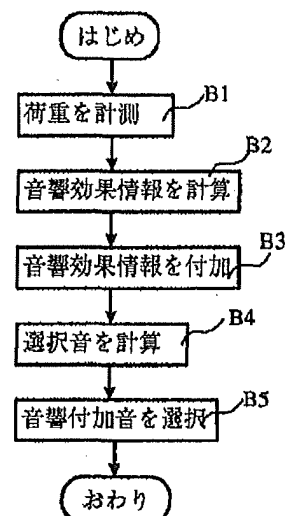 はじめ
B1
荷重を計測
B2
音響効果情報を計算
B3
音響効果情報を付加
B4
選択音を計算
B5
音響付加音を選択
おわり